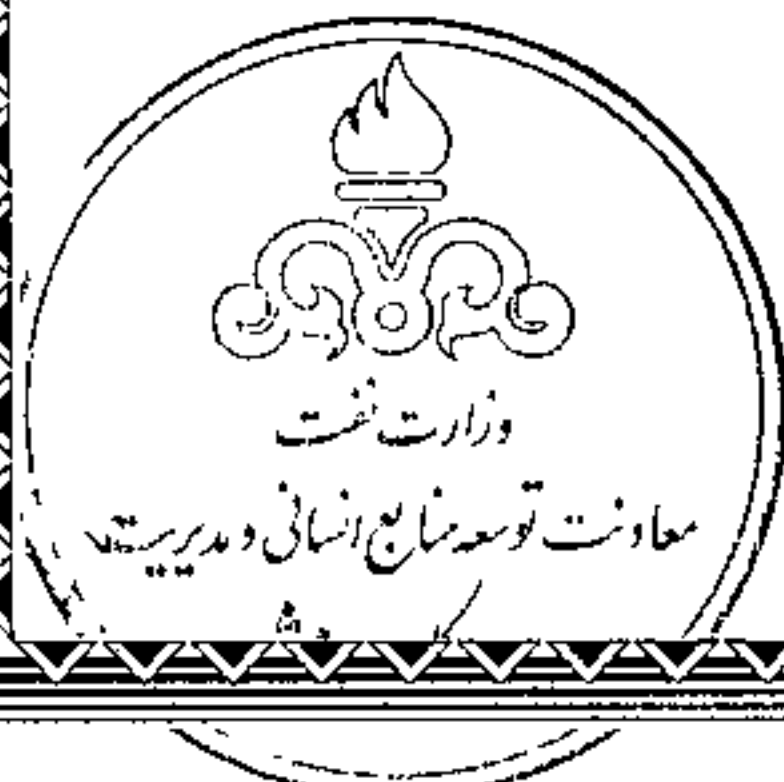 وزارت نفت
معاونت توسعه منابع انسانی و مدیریت